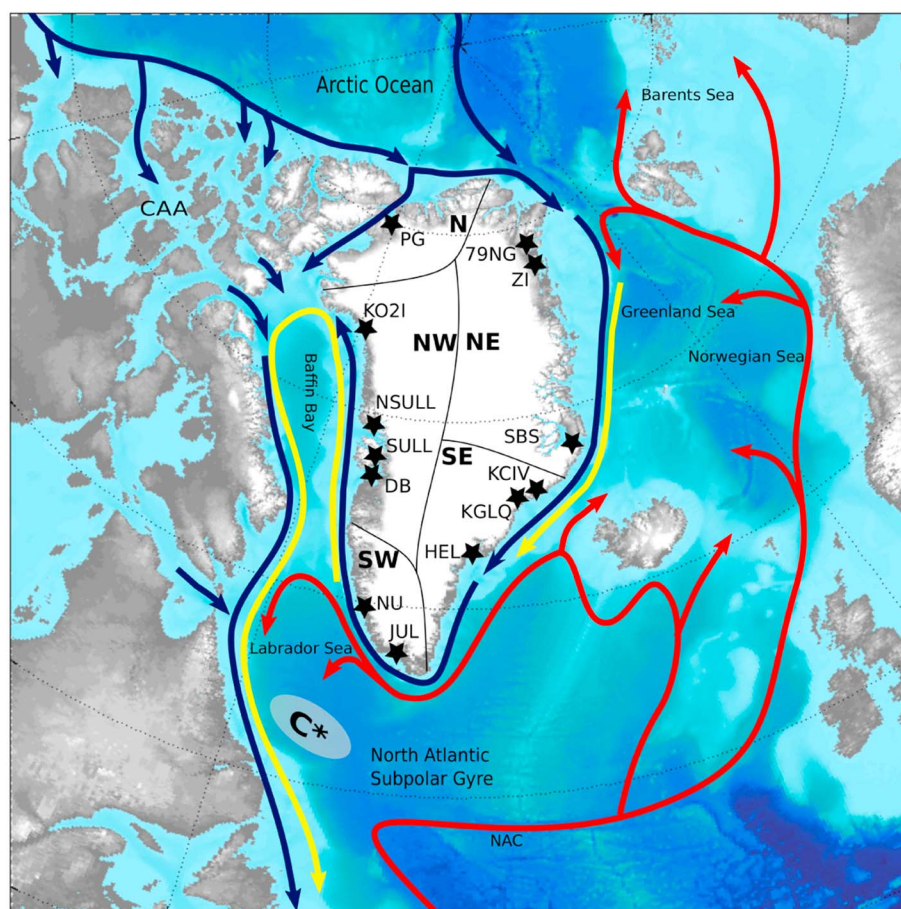 Arctic Ocean
Barents Sea
CAA
N
PG
79NG
ZI
KO2I
Greenland Sea
NW
NE
Norwegian Sea
Baffin Bay
NSULL
SULL
DB
SBS
SE
KCIV
KGLQ
HEL
SW
NU
JUL
Labrador Sea
C*
North Atlantic
Subpolar Gyre
NAC